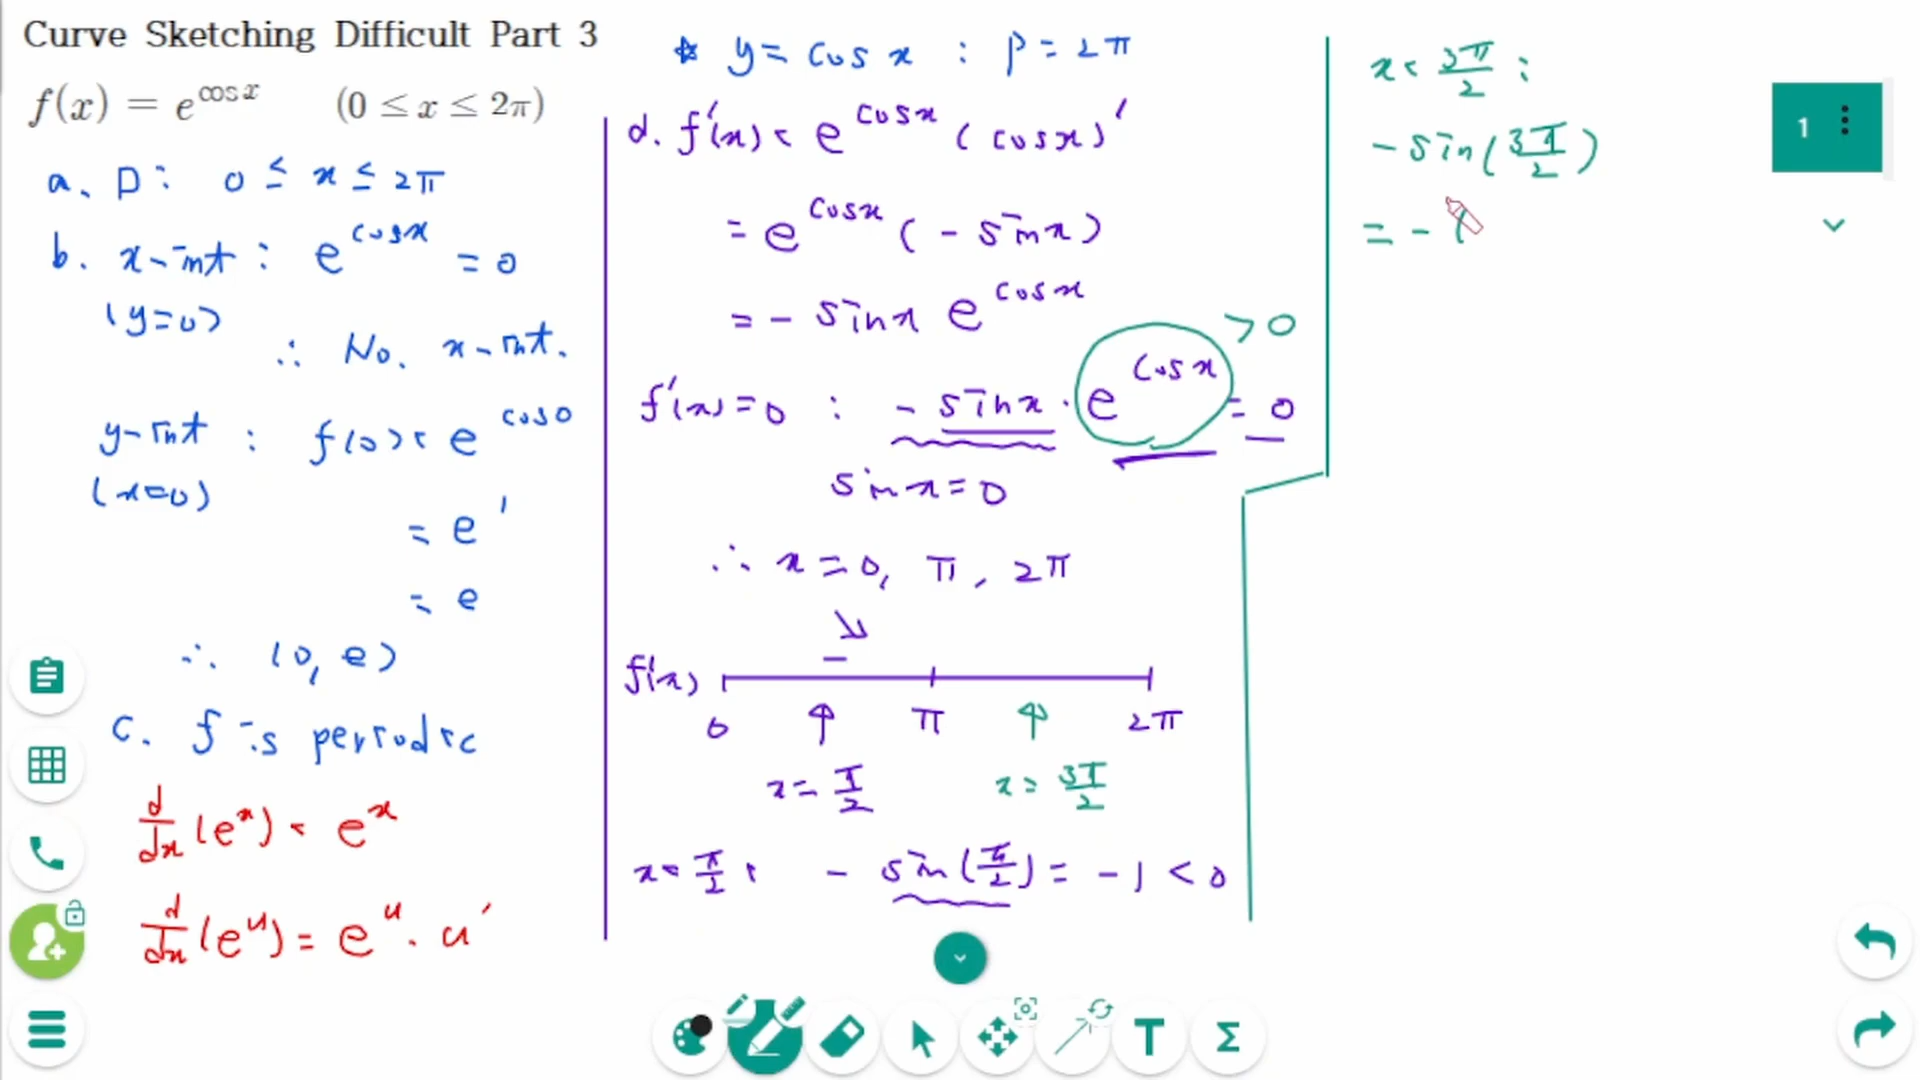 Curve Sketching Difficult Part 3
f(x) = e^{cos x} (0 ≤ x ≤ 2π)
a. D: 0 ≤ x ≤ 2π
b. x-int : e^{cos x} = 0
(y=0)
∴ No. x-int.
y-int : f(0) = e^{cos 0}
(x=0)
= e^1
= e
∴ (0, e)
c. f is periodic
d/dx (e^x) = e^x
d/dx (e^u) = e^u · u'
* y = cos x : P = 2π
d. f'(x) = e^{cos x} (cos x)'
= e^{cos x} (- sin x)
= - sin x e^{cos x}
> 0
f'(x) = 0 : - sin x · e^{cos x} = 0
sin x = 0
∴ x = 0, π, 2π
↘
−
f'(x)
0 ↑ π ↑ 2π
x = π/2 x = 3π/2
x = π/2 : - sin(π/2) = -1 < 0
x = 3π/2 :
- sin(3π/2)
= - (
1
T Σ